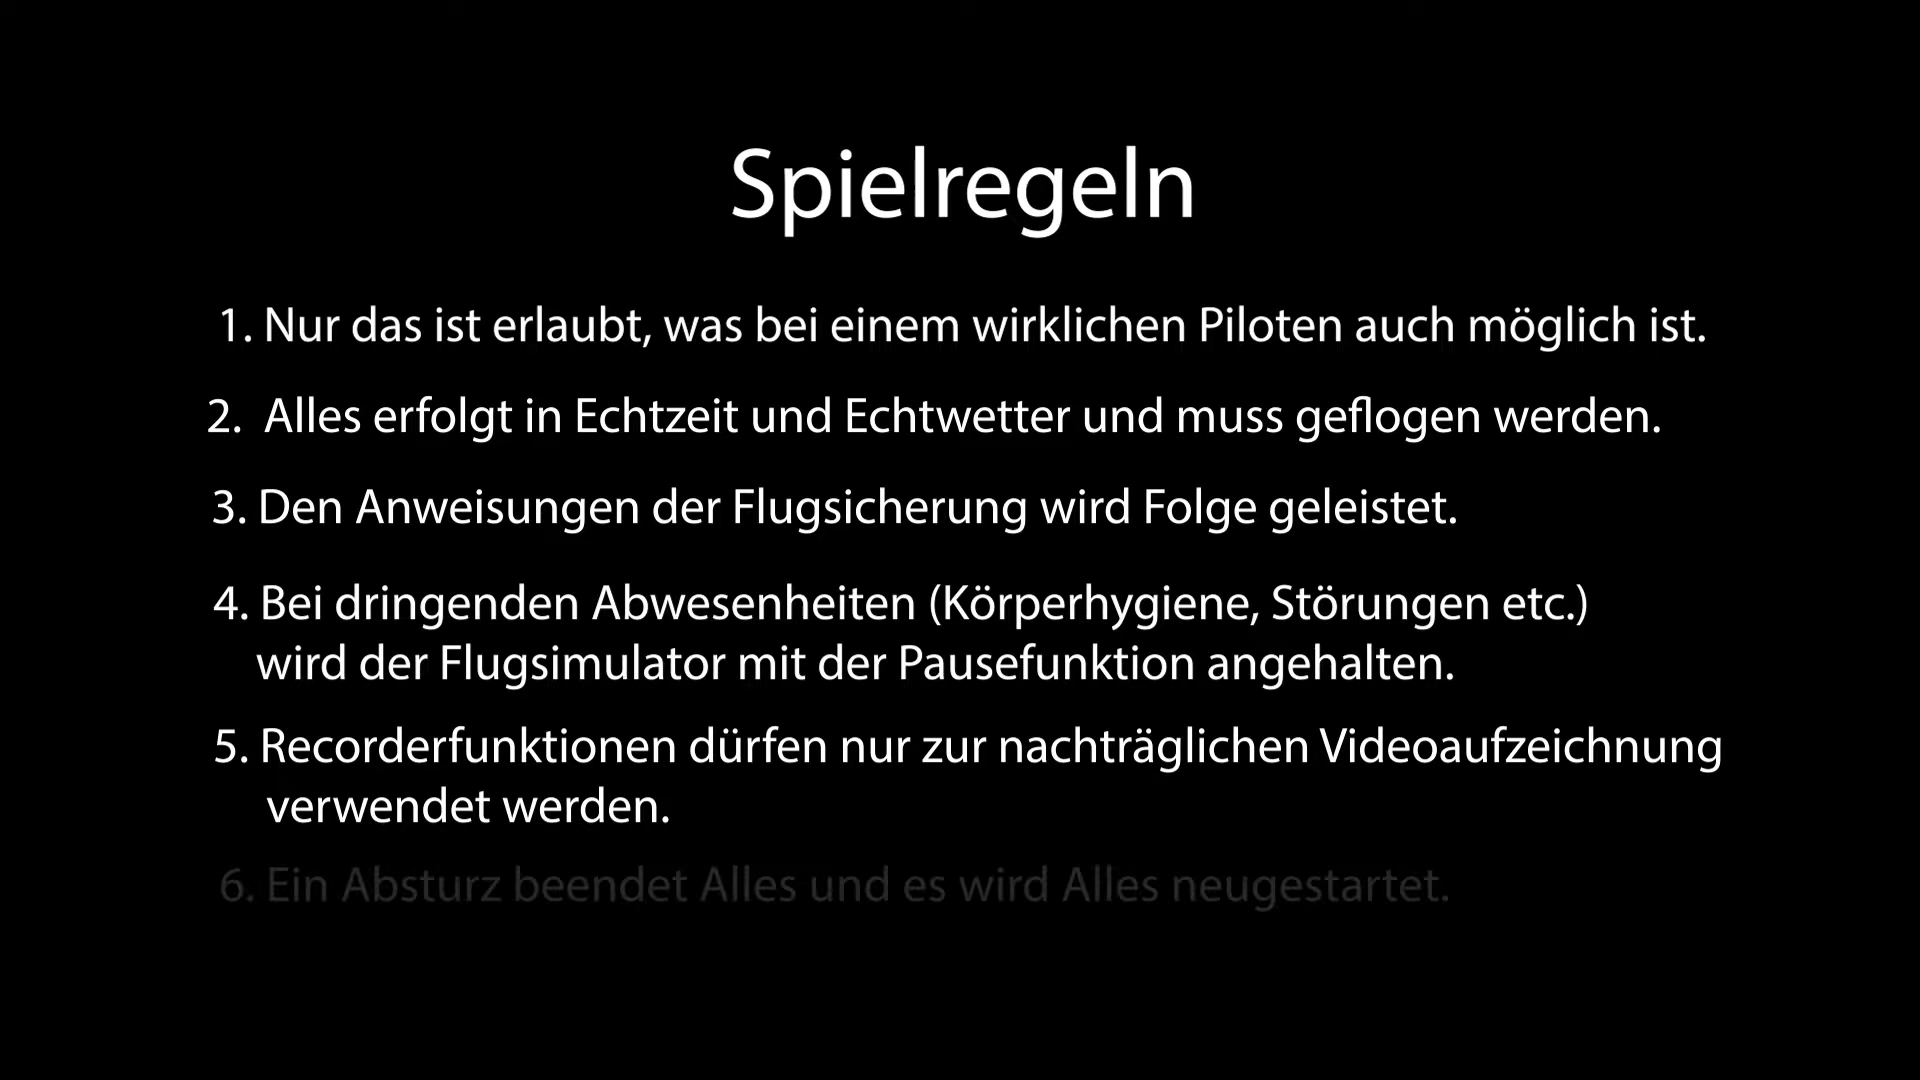 Spielregeln
1. Nur das ist erlaubt, was bei einem wirklichen Piloten auch möglich ist.
2. Alles erfolgt in Echtzeit und Echtwetter und muss geflogen werden.
3. Den Anweisungen der Flugsicherung wird Folge geleistet.
4. Bei dringenden Abwesenheiten (Körperhygiene, Störungen etc.)
wird der Flugsimulator mit der Pausefunktion angehalten.
5. Recorderfunktionen dürfen nur zur nachträglichen Videoaufzeichnung
verwendet werden.
6. Ein Absturz beendet Alles und es wird Alles neugestartet.